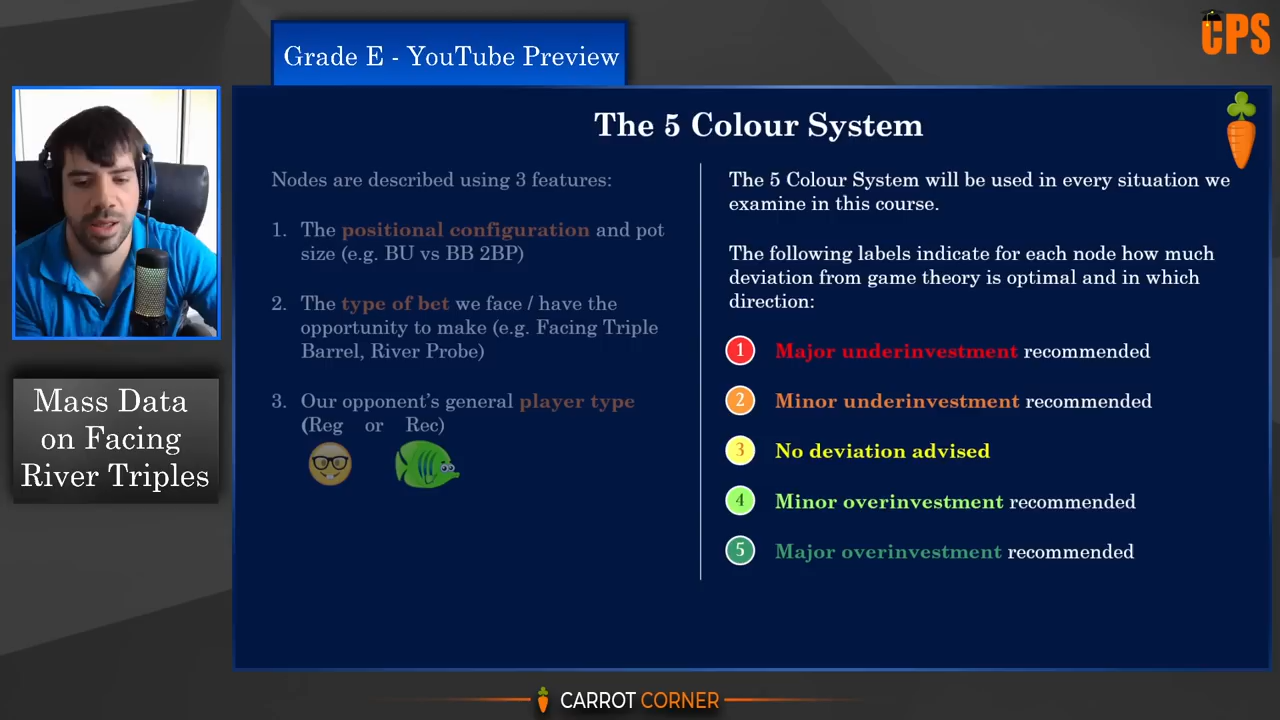 Grade E - YouTube Preview
CPS
The 5 Colour System
Nodes are described using 3 features:
1. The positional configuration and pot
size (e.g. BU vs BB 2BP)
2. The type of bet we face / have the
opportunity to make (e.g. Facing Triple
Barrel, River Probe)
3. Our opponent's general player type
(Reg or Rec)
The 5 Colour System will be used in every situation we
examine in this course.
The following labels indicate for each node how much
deviation from game theory is optimal and in which
direction:
1 Major underinvestment recommended
2 Minor underinvestment recommended
3 No deviation advised
4 Minor overinvestment recommended
5 Major overinvestment recommended
Mass Data
on Facing
River Triples
CARROT CORNER